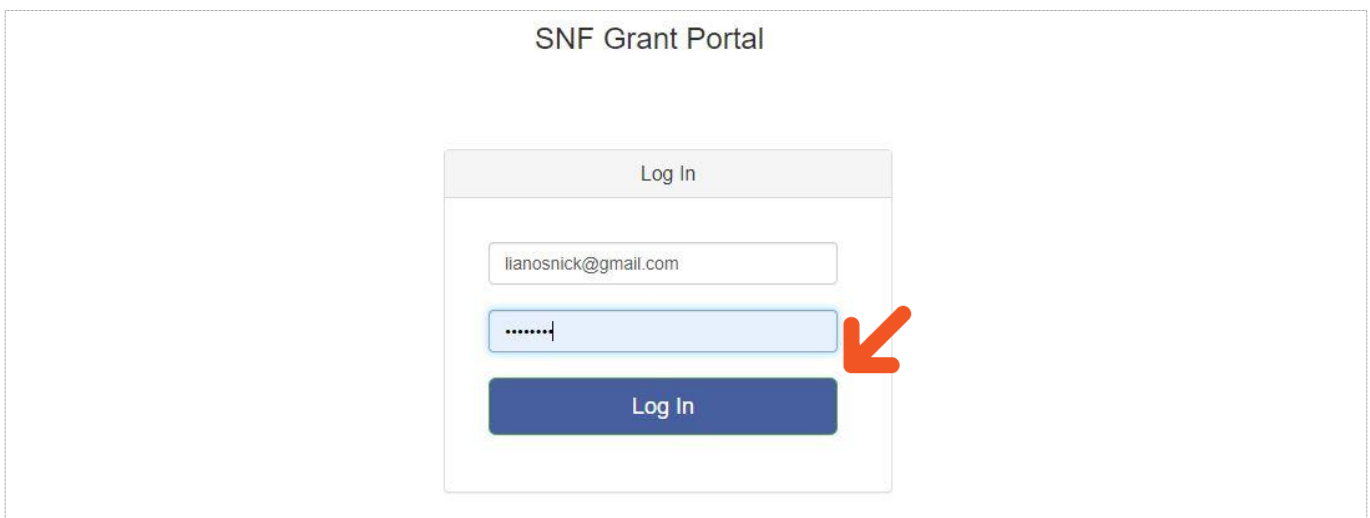 SNF Grant Portal
Log In
lianosnick@gmail.com
••••••••
Log In